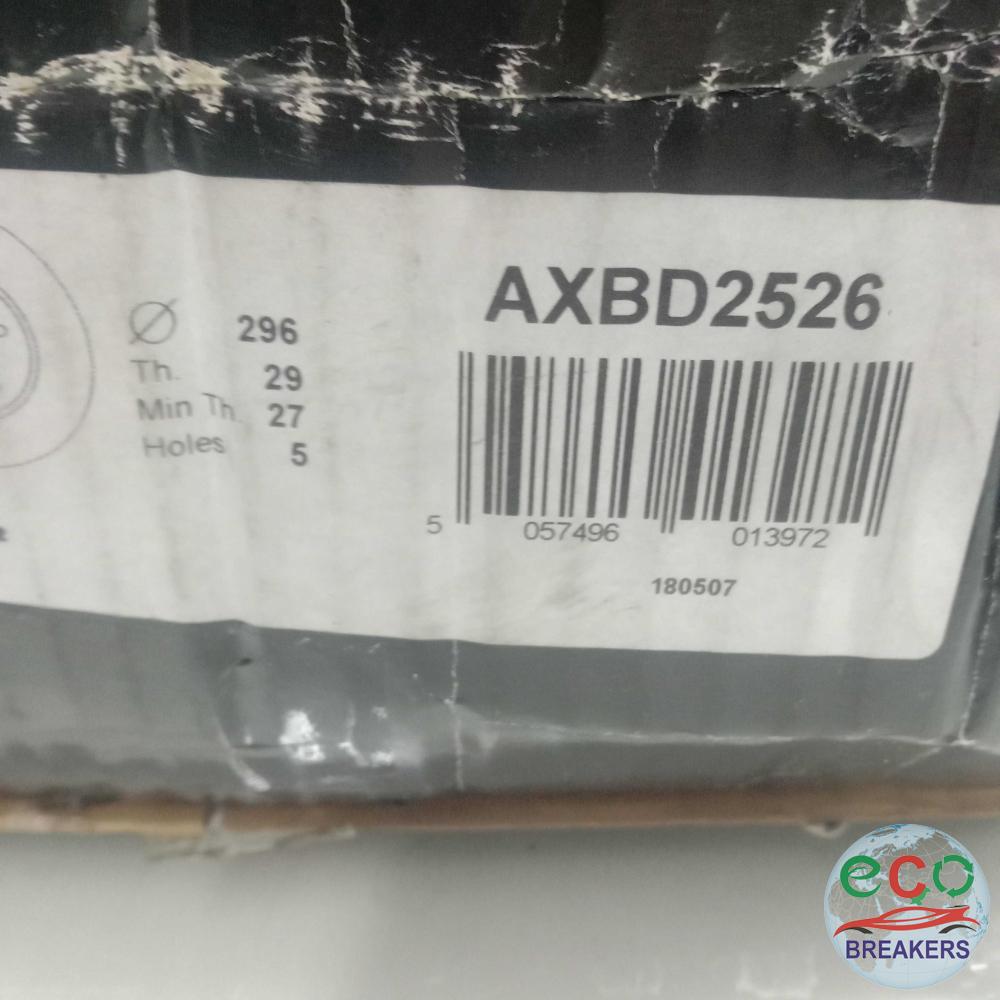 AXBD2526
Ø 296
Th. 29
Min Th. 27
Holes 5
5 057496 013972
180507
eco
BREAKERS